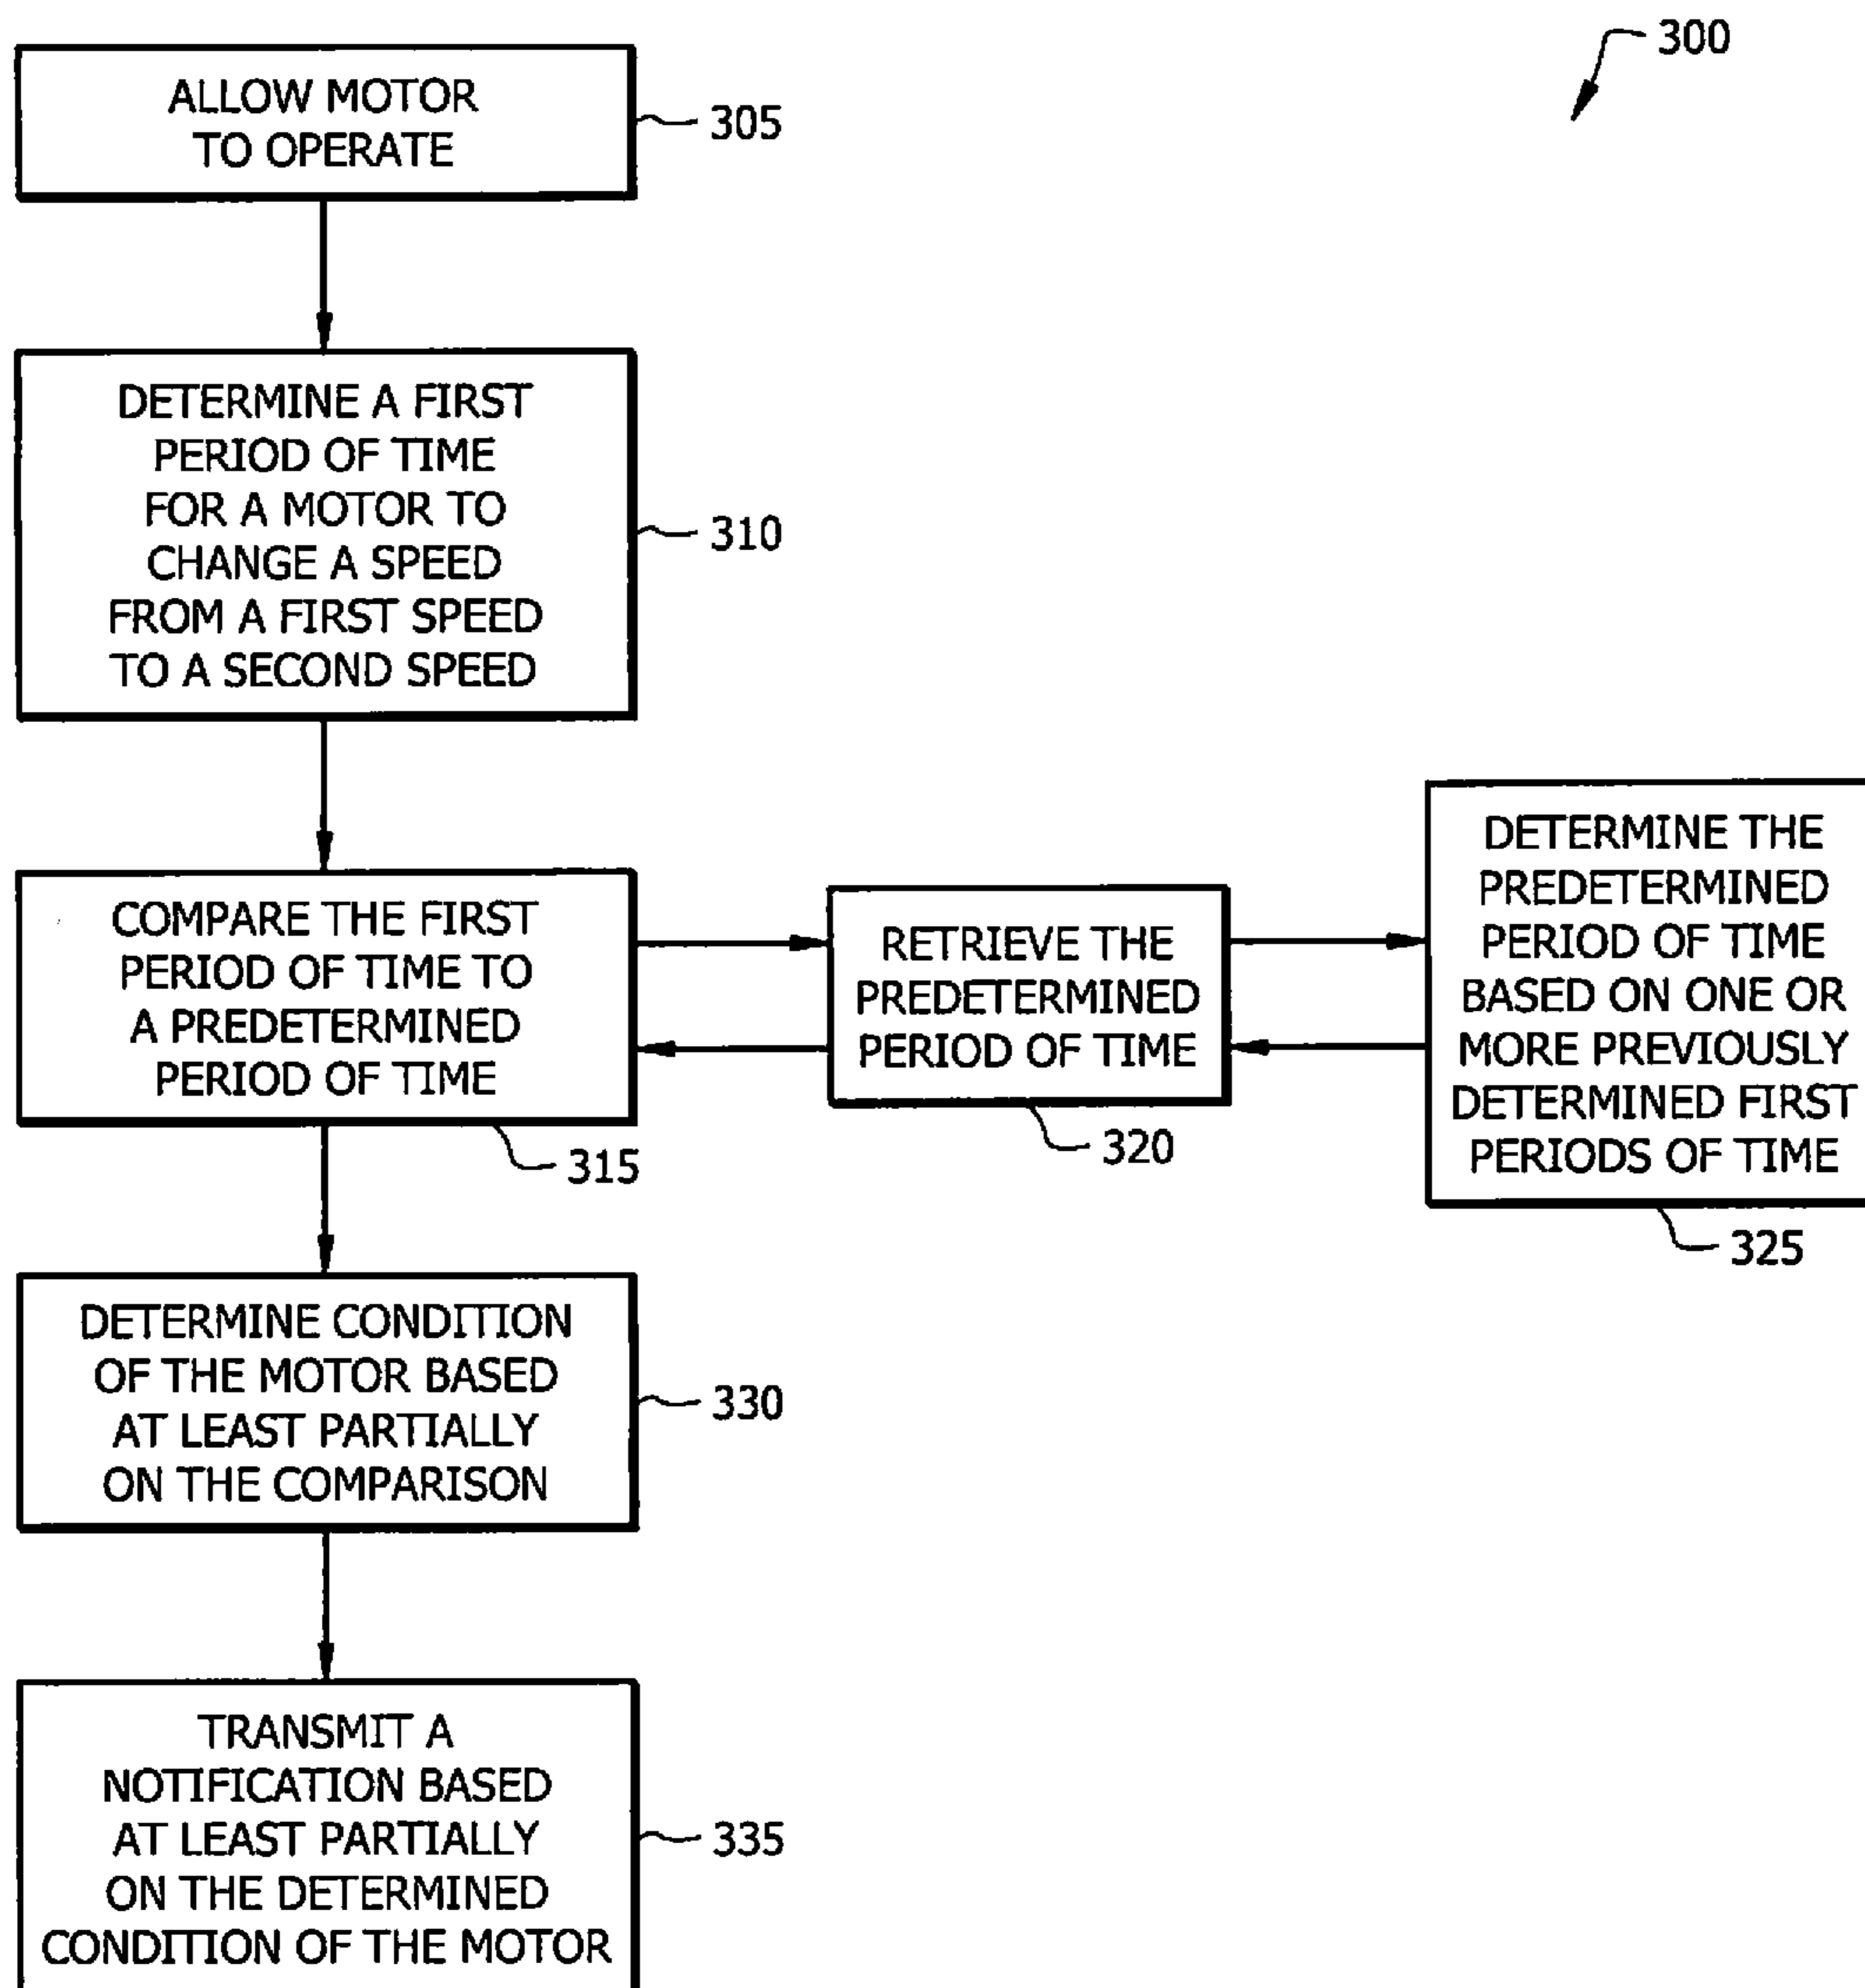 300
ALLOW MOTOR
TO OPERATE
305
DETERMINE A FIRST
PERIOD OF TIME
FOR A MOTOR TO
CHANGE A SPEED
FROM A FIRST SPEED
TO A SECOND SPEED
310
COMPARE THE FIRST
PERIOD OF TIME TO
A PREDETERMINED
PERIOD OF TIME
315
RETRIEVE THE
PREDETERMINED
PERIOD OF TIME
320
DETERMINE THE
PREDETERMINED
PERIOD OF TIME
BASED ON ONE OR
MORE PREVIOUSLY
DETERMINED FIRST
PERIODS OF TIME
325
DETERMINE CONDITION
OF THE MOTOR BASED
AT LEAST PARTIALLY
ON THE COMPARISON
330
TRANSMIT A
NOTIFICATION BASED
AT LEAST PARTIALLY
ON THE DETERMINED
CONDITION OF THE MOTOR
335